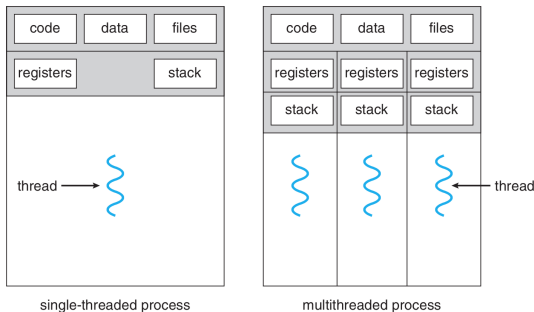 code data files
registers stack
thread
single-threaded process
code data files
registers registers registers
stack stack stack
thread
multithreaded process